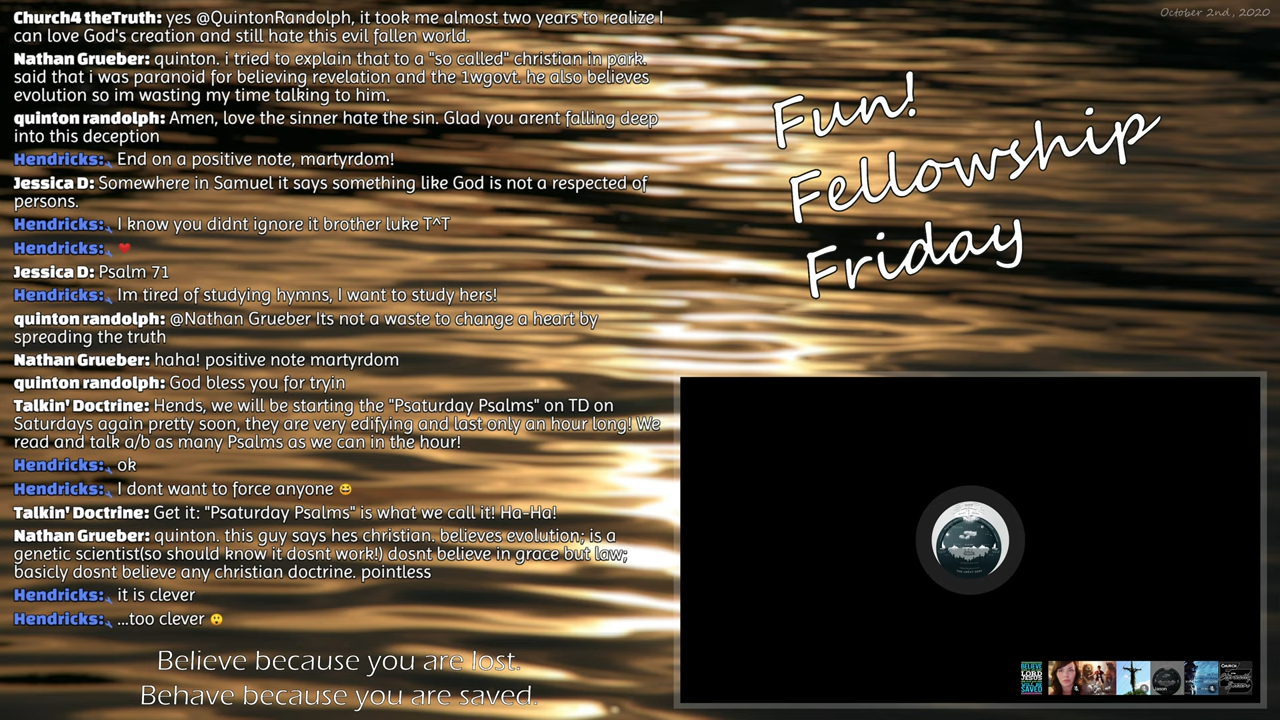 Church4 theTruth: yes @QuintonRandolph, it took me almost two years to realize I
can love God's creation and still hate this evil fallen world.
Nathan Grueber: quinton. i tried to explain that to a "so called" christian in park.
said that i was paranoid for believing revelation and the 1wgovt. he also believes
evolution so im wasting my time talking to him.
quinton randolph: Amen, love the sinner hate the sin. Glad you arent falling deep
into this deception
Hendricks: End on a positive note, martyrdom!
Jessica D: Somewhere in Samuel it says something like God is not a respected of
persons.
Hendricks: I know you didnt ignore it brother luke T^T
Hendricks: ♥
Jessica D: Psalm 71
Hendricks: Im tired of studying hymns, I want to study hers!
quinton randolph: @Nathan Grueber Its not a waste to change a heart by
spreading the truth
Nathan Grueber: haha! positive note martyrdom
quinton randolph: God bless you for tryin
Talkin' Doctrine: Hends, we will be starting the "Psaturday Psalms" on TD on
Saturdays again pretty soon, they are very edifying and last only an hour long! We
read and talk a/b as many Psalms as we can in the hour!
Hendricks: ok
Hendricks: I dont want to force anyone 😆
Talkin' Doctrine: Get it: "Psaturday Psalms" is what we call it! Ha-Ha!
Nathan Grueber: quinton. this guy says hes christian. believes evolution; is a
genetic scientist(so should know it dosnt work!) dosnt believe in grace but law;
basicly dosnt believe any christian doctrine. pointless
Hendricks: it is clever
Hendricks: ...too clever 😲
Believe because you are lost.
Behave because you are saved.
October 2nd, 2020
Fun!
Fellowship
Friday
BELIEVE
LORD
JESUS
SAVED
Jason
CHURCH